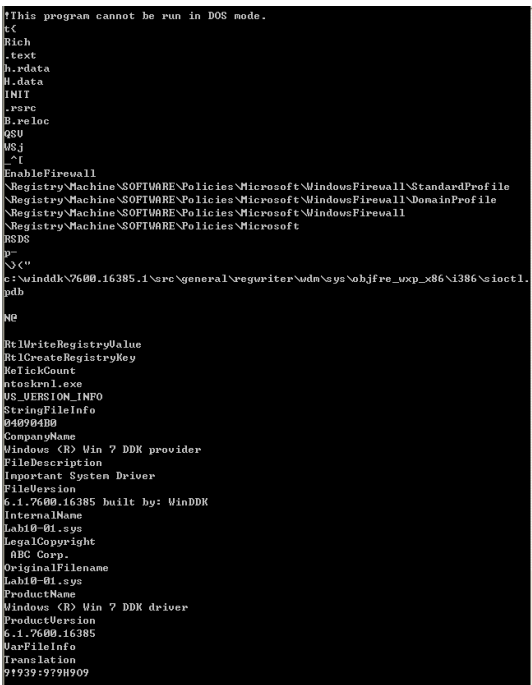 !This program cannot be run in DOS mode.
t<
Rich
.text
h.rdata
H.data
INIT
.rsrc
B.reloc
QSV
WSj
_^[
EnableFirewall
\Registry\Machine\SOFTWARE\Policies\Microsoft\WindowsFirewall\StandardProfile
\Registry\Machine\SOFTWARE\Policies\Microsoft\WindowsFirewall\DomainProfile
\Registry\Machine\SOFTWARE\Policies\Microsoft\WindowsFirewall
\Registry\Machine\SOFTWARE\Policies\Microsoft
RSDS
p-
\}<"
c:\winddk\7600.16385.1\src\general\regwriter\wdm\sys\objfre_wxp_x86\i386\sioctl.
pdb
N@
RtlWriteRegistryValue
RtlCreateRegistryKey
KeTickCount
ntoskrnl.exe
VS_VERSION_INFO
StringFileInfo
040904B0
CompanyName
Windows (R) Win 7 DDK provider
FileDescription
Important System Driver
FileVersion
6.1.7600.16385 built by: WinDDK
InternalName
Lab10-01.sys
LegalCopyright
ABC Corp.
OriginalFilename
Lab10-01.sys
ProductName
Windows (R) Win 7 DDK driver
ProductVersion
6.1.7600.16385
VarFileInfo
Translation
9!939:9?9H9O9